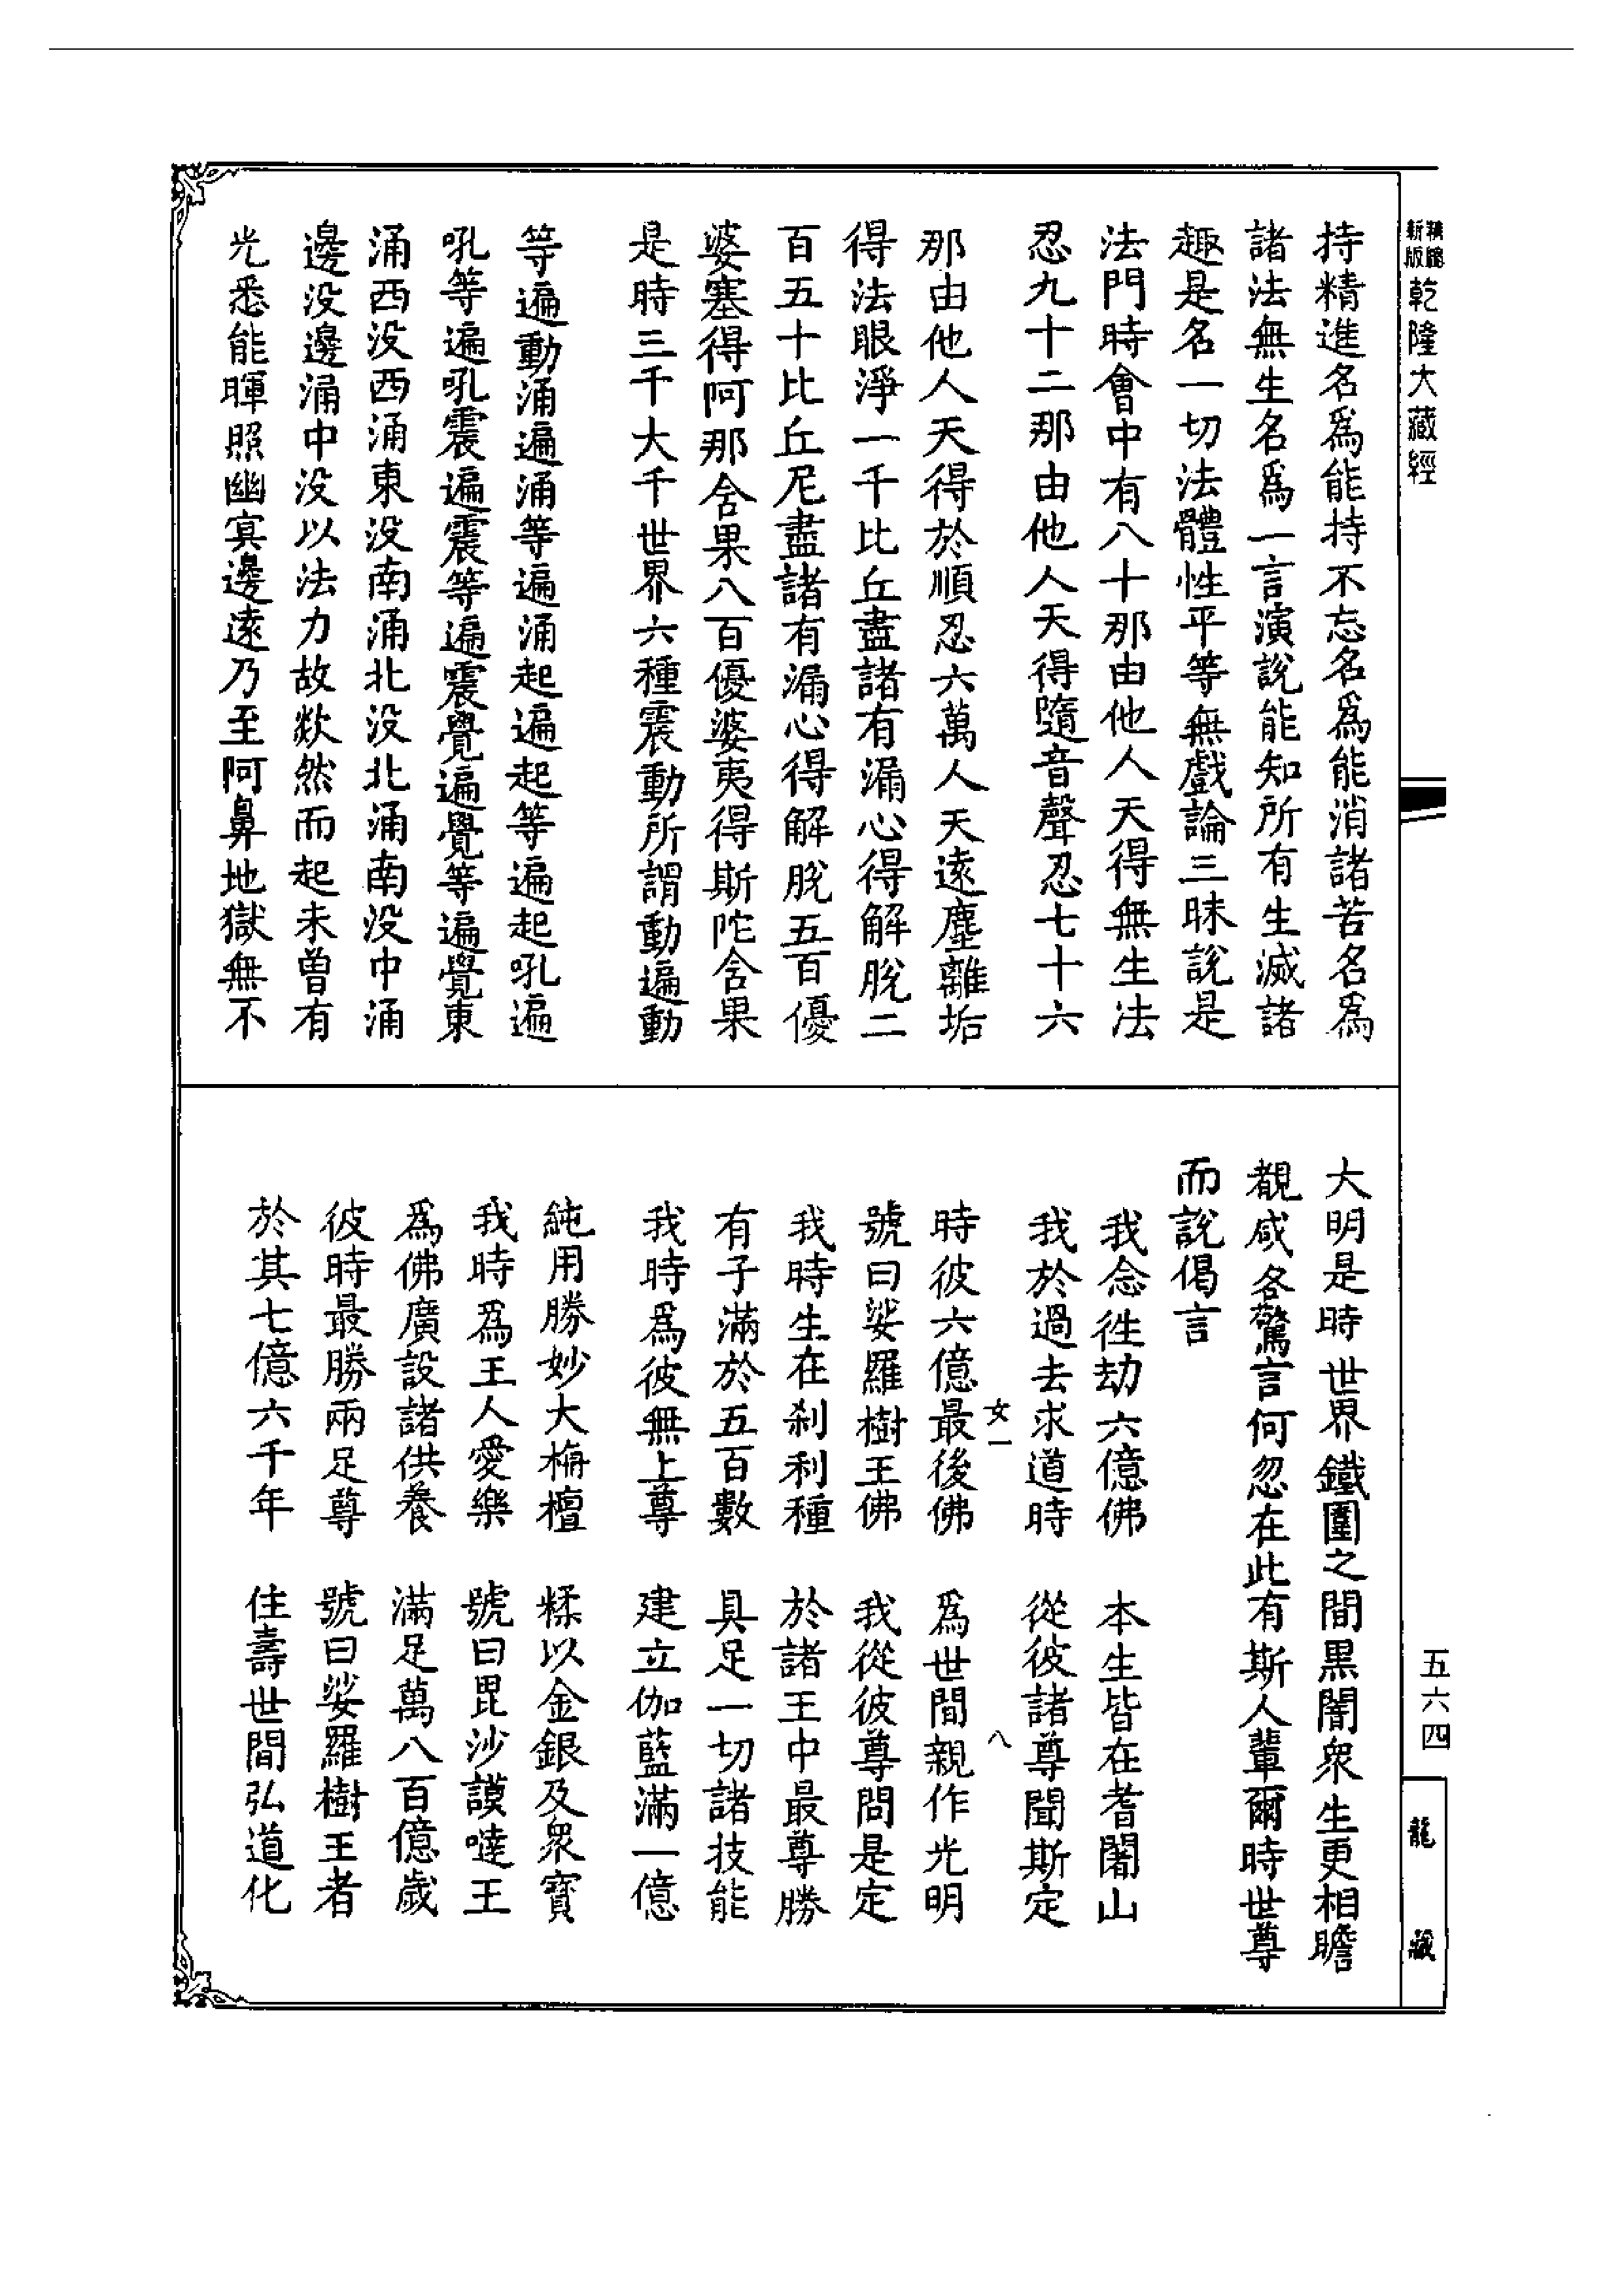 新版
乾隆大藏經
五六四
龍藏
持精進名爲能持不忘名爲能消諸苦名爲
諸法無生名爲一言演說能知所有生滅諸
趣是名一切法體性平等無戲論三昧說是
法門時會中有八十那由他人天得無生法
忍九十二那由他人天得隨音聲忍七十六
那由他人天得於順忍六萬人天遠塵離垢
得法眼淨一千比丘盡諸有漏心得解脫二
百五十比丘尼盡諸有漏心得解脫五百優
婆塞得阿那含果八百優婆夷得斯陀含果
是時三千大千世界六種震動所謂動遍動
等遍動涌遍涌等遍涌起遍起等遍起吼遍
吼等遍吼震遍震等遍震覺遍覺等遍覺東
涌西没西涌東没南涌北没北涌南没中涌
邊没邊涌中没以法力故欻然而起未曾有
光悉能暉照幽冥邊遠乃至阿鼻地獄無不
大明是時世界鐵圍之間黑闇衆生更相瞻
覩咸各驚言何忽在此有斯人輩爾時世尊
而說偈言
我念徃劫六億佛　本生皆在耆闍山
我於過去求道時　從彼諸尊聞斯定
女一　八
時彼六億最後佛　爲世間親作光明
號曰娑羅樹王佛　我從彼尊問是定
我時生在刹利種　於諸王中最尊勝
有子滿於五百數　具足一切諸技能
我時爲彼無上尊　建立伽藍滿一億
純用勝妙大栴檀　糅以金銀及衆寶
我時爲王人愛樂　號曰毘沙謨噠王
爲佛廣設諸供養　滿足萬八百億歲
彼時最勝兩足尊　號曰娑羅樹王者
於其七億六千年　住壽世間弘道化